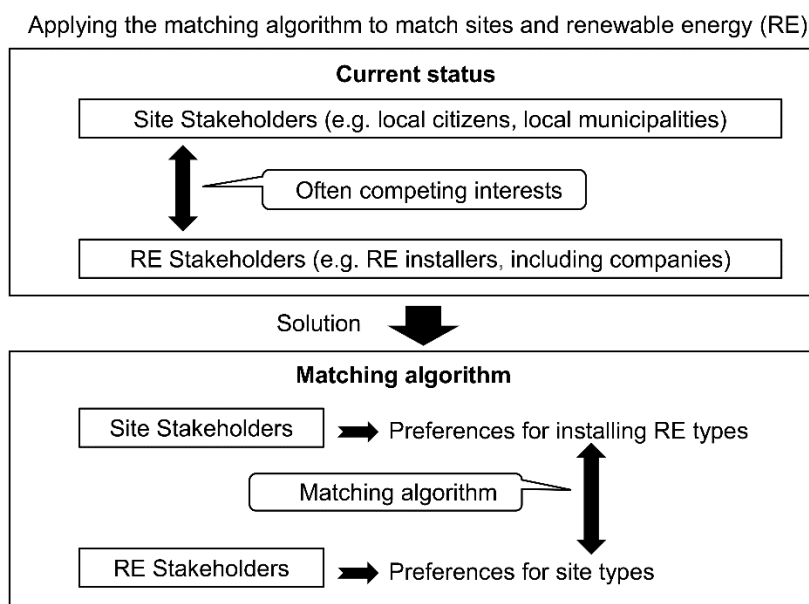 Applying the matching algorithm to match sites and renewable energy (RE)
Current status
Site Stakeholders (e.g. local citizens, local municipalities)
Often competing interests
RE Stakeholders (e.g. RE installers, including companies)
Solution
Matching algorithm
Site Stakeholders
Preferences for installing RE types
Matching algorithm
RE Stakeholders
Preferences for site types